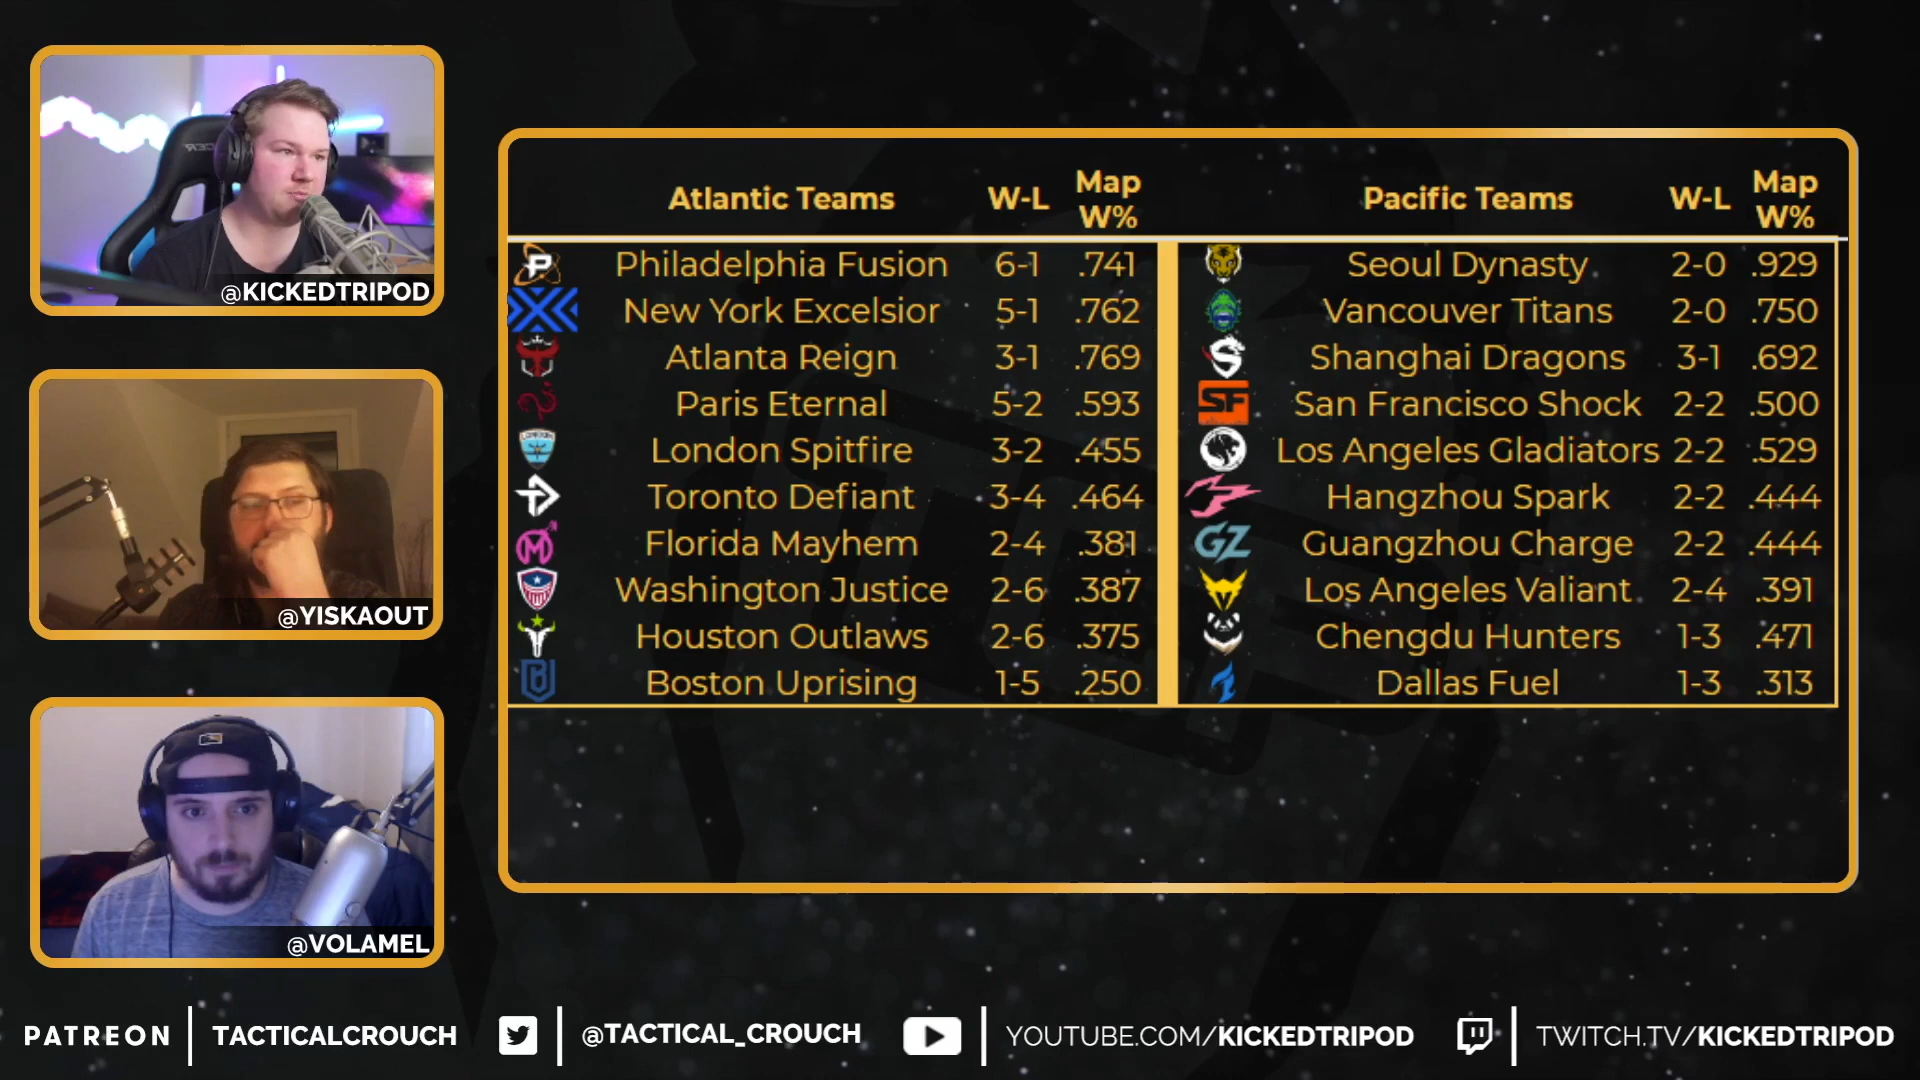 @KICKEDTRIPOD
@YISKAOUT
@VOLAMEL
Atlantic Teams W-L Map W% Pacific Teams W-L Map W%
Philadelphia Fusion 6-1 .741 Seoul Dynasty 2-0 .929
New York Excelsior 5-1 .762 Vancouver Titans 2-0 .750
Atlanta Reign 3-1 .769 Shanghai Dragons 3-1 .692
Paris Eternal 5-2 .593 SF San Francisco Shock 2-2 .500
LONDON London Spitfire 3-2 .455 Los Angeles Gladiators 2-2 .529
Toronto Defiant 3-4 .464 Hangzhou Spark 2-2 .444
Florida Mayhem 2-4 .381 GZ Guangzhou Charge 2-2 .444
Washington Justice 2-6 .387 Los Angeles Valiant 2-4 .391
Houston Outlaws 2-6 .375 Chengdu Hunters 1-3 .471
Boston Uprising 1-5 .250 Dallas Fuel 1-3 .313
PATREON | TACTICALCROUCH | @TACTICAL_CROUCH | YOUTUBE.COM/KICKEDTRIPOD | TWITCH.TV/KICKEDTRIPOD